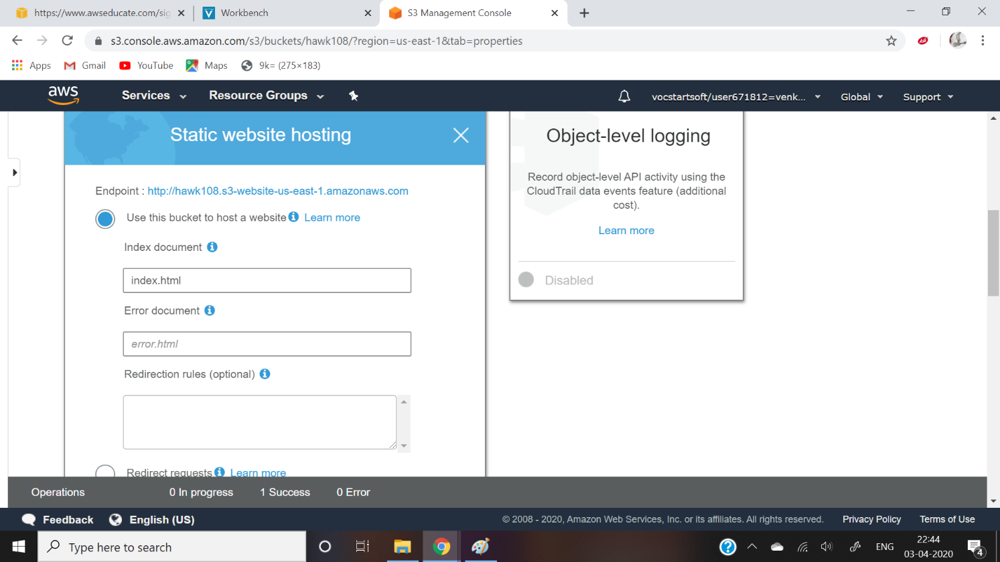 https://www.awseducate.com/sig
Workbench
S3 Management Console
s3.console.aws.amazon.com/s3/buckets/hawk108/?region=us-east-1&tab=properties
Apps
Gmail
YouTube
Maps
9k= (275×183)
aws
Services
Resource Groups
vocstartsoft/user671812=venk...
Global
Support
Static website hosting
Endpoint : http://hawk108.s3-website-us-east-1.amazonaws.com
Use this bucket to host a website Learn more
Index document
index.html
Error document
error.html
Redirection rules (optional)
Redirect requests Learn more
Object-level logging
Record object-level API activity using the
CloudTrail data events feature (additional
cost).
Learn more
Disabled
Operations
0 In progress
1 Success
0 Error
Feedback
English (US)
© 2008 - 2020, Amazon Web Services, Inc. or its affiliates. All rights reserved.
Privacy Policy
Terms of Use
Type here to search
ENG
22:44
03-04-2020
4